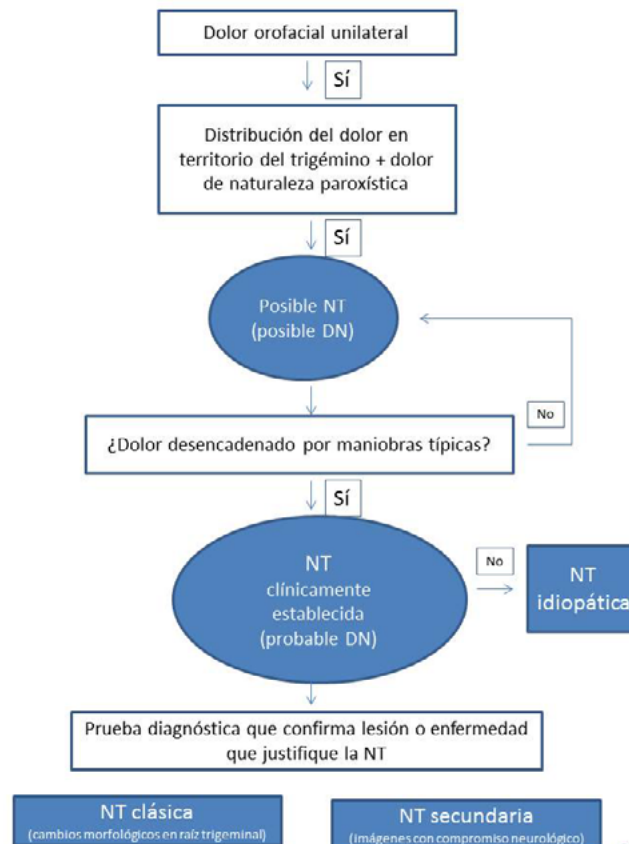 Dolor orofacial unilateral
Sí
Distribución del dolor en
territorio del trigémino + dolor
de naturaleza paroxística
Sí
Posible NT
(posible DN)
No
¿Dolor desencadenado por maniobras típicas?
Sí
NT
clínicamente
establecida
(probable DN)
No
NT
idiopática
Prueba diagnóstica que confirma lesión o enfermedad
que justifique la NT
NT clásica
(cambios morfológicos en raíz trigeminal)
NT secundaria
(imágenes con compromiso neurológico)